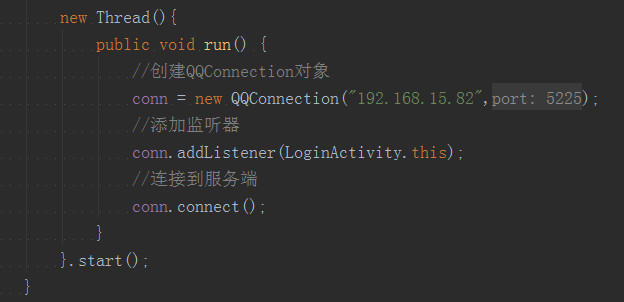 new Thread(){
public void run() {
//创建QQConnection对象
conn = new QQConnection("192.168.15.82",port: 5225);
//添加监听器
conn.addListener(LoginActivity.this);
//连接到服务端
conn.connect();
}
}.start();
}